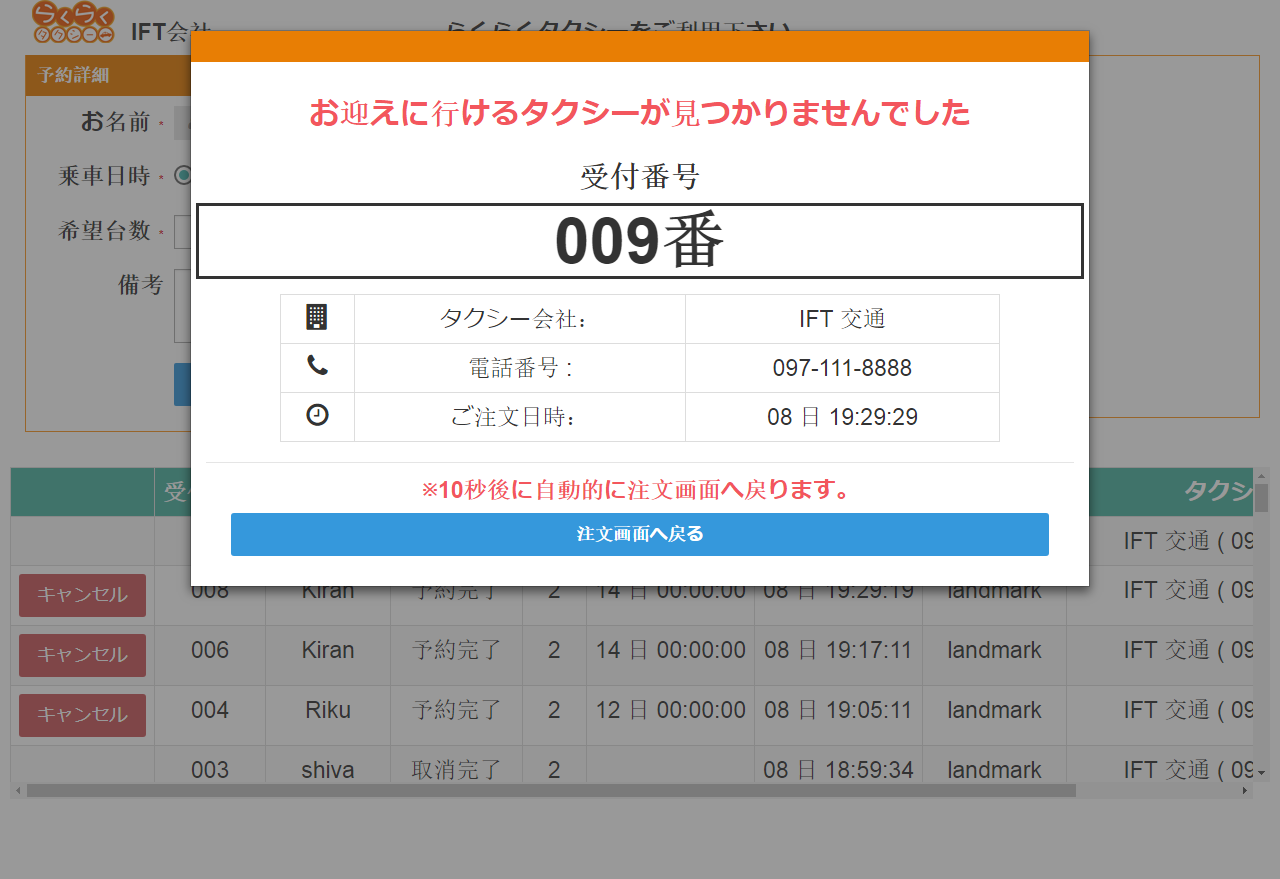 らくらく
タクシー
IFT会社
らくらくタクシーをご利用下さい
予約詳細
お迎えに行けるタクシーが見つかりませんでした
お名前 *
乗車日時 *
受付番号
希望台数 *
009番
備考
タクシー会社: IFT 交通
電話番号 : 097-111-8888
ご注文日時: 08 日 19:29:29
※10秒後に自動的に注文画面へ戻ります。
注文画面へ戻る
受 タクシ
IFT 交通 ( 09
キャンセル 008 Kiran 予約完了 2 14 日 00:00:00 08 日 19:29:19 landmark IFT 交通 ( 09
キャンセル 006 Kiran 予約完了 2 14 日 00:00:00 08 日 19:17:11 landmark IFT 交通 ( 09
キャンセル 004 Riku 予約完了 2 12 日 00:00:00 08 日 19:05:11 landmark IFT 交通 ( 09
003 shiva 取消完了 2 08 日 18:59:34 landmark IFT 交通 ( 09